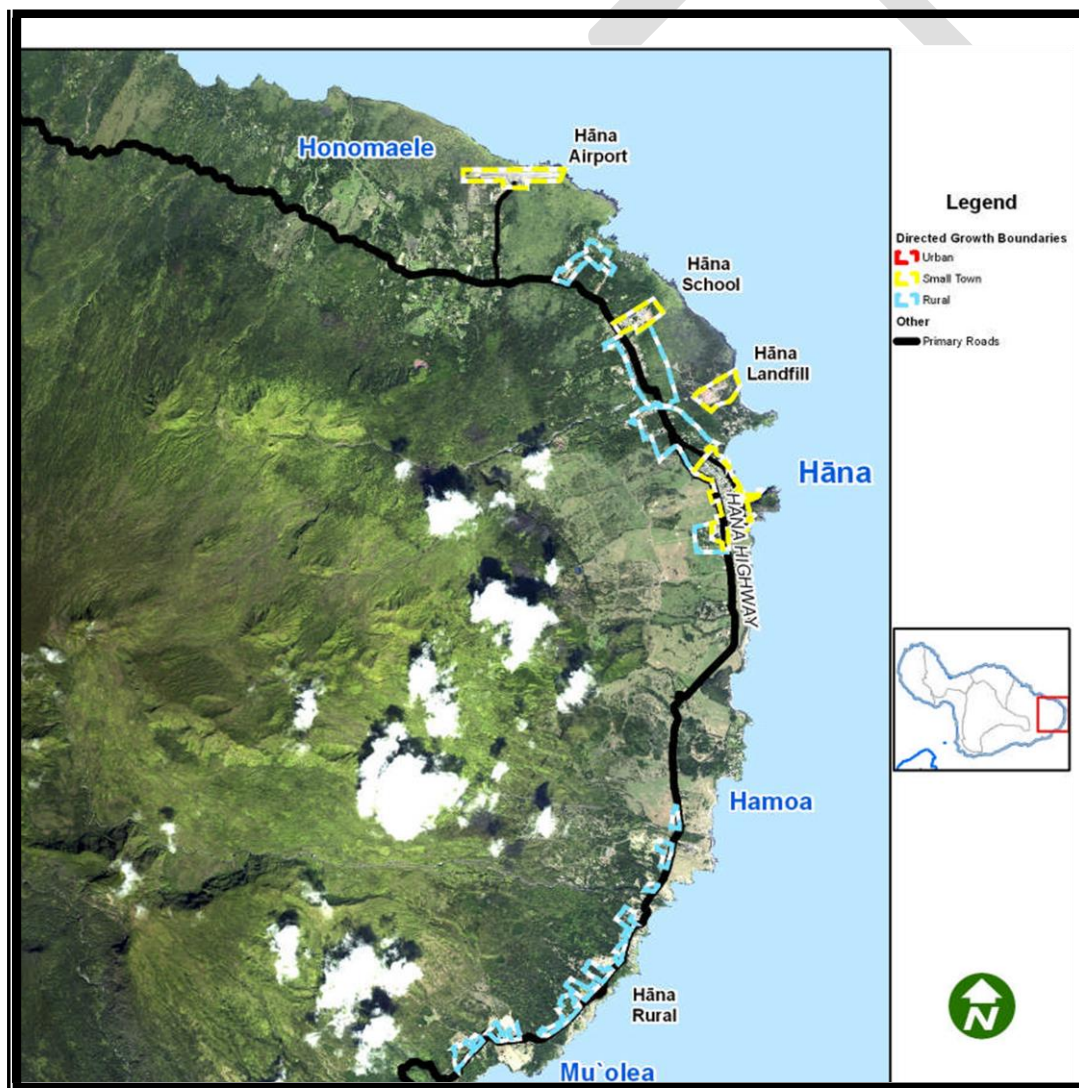 Honomaele
Hāna
Airport
Hāna
School
Hāna
Landfill
Hāna
HĀNA HIGHWAY
Hamoa
Hāna
Rural
Mu`olea
Legend
Directed Growth Boundaries
Urban
Small Town
Rural
Other
Primary Roads
N